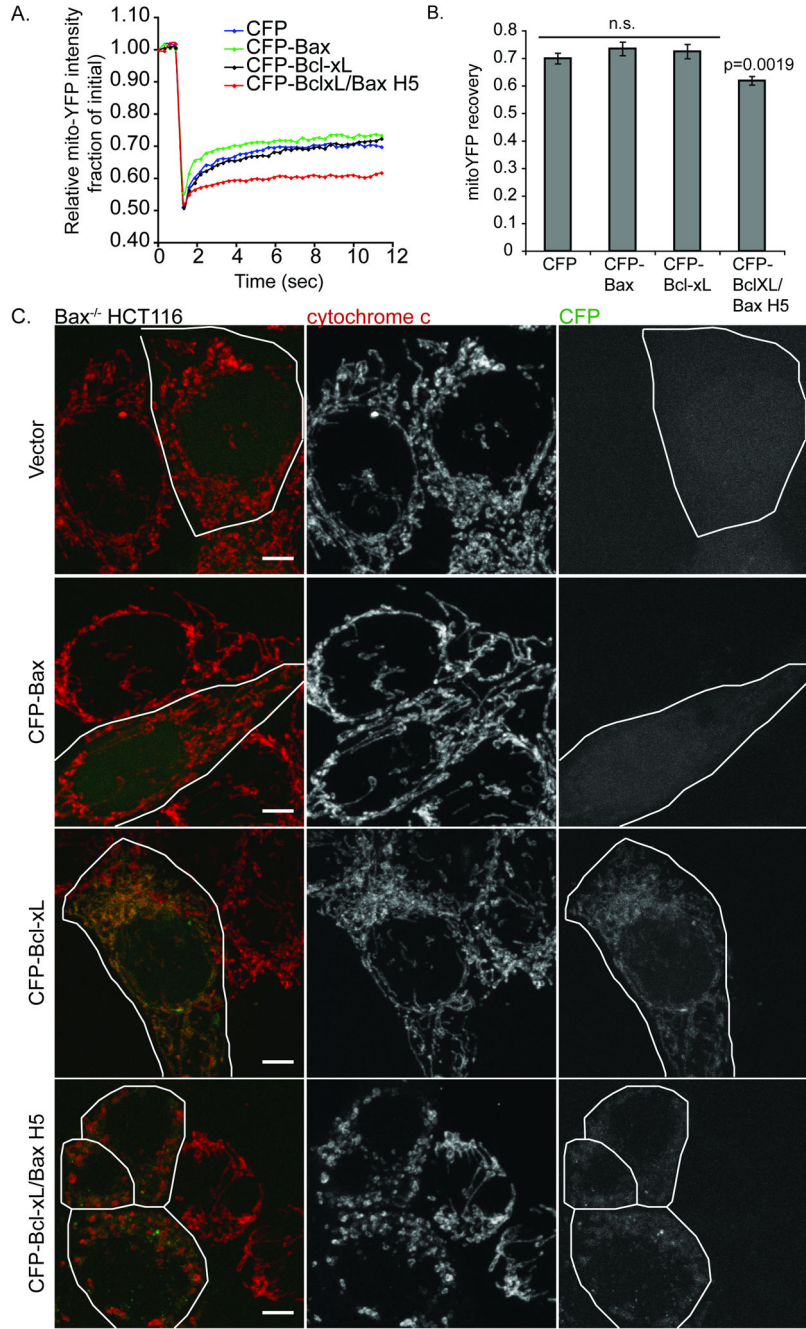 A.
Relative mito-YFP intensity
fraction of initial)
1.10
1.00
0.90
0.80
0.70
0.60
0.50
0.40
0 2 4 6 8 10 12
Time (sec)
CFP
CFP-Bax
CFP-Bcl-xL
CFP-BclxL/Bax H5
B.
mitoYFP recovery
0.8
0.7
0.6
0.5
0.4
0.3
0.2
0.1
0
n.s.
p=0.0019
CFP
CFP-
Bax
CFP-
Bcl-xL
CFP-
BclXL/
Bax H5
C.
Bax-/- HCT116
cytochrome c
CFP
Vector
CFP-Bax
CFP-Bcl-xL
CFP-Bcl-xL/Bax H5